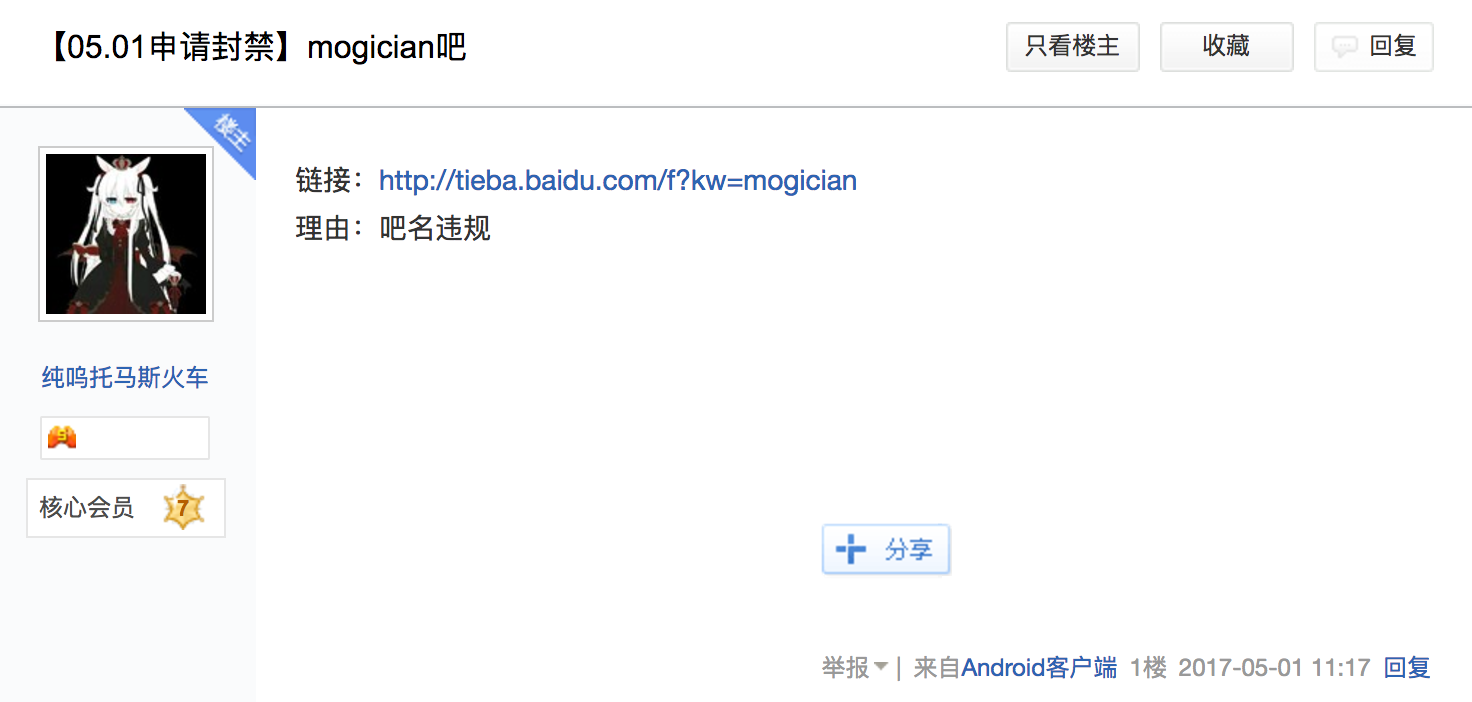 【05.01申请封禁】mogician吧
只看楼主
收藏
回复
楼主
链接：http://tieba.baidu.com/f?kw=mogician
理由：吧名违规
纯呜托马斯火车
9
核心会员 7
分享
举报 | 来自Android客户端 1楼 2017-05-01 11:17 回复